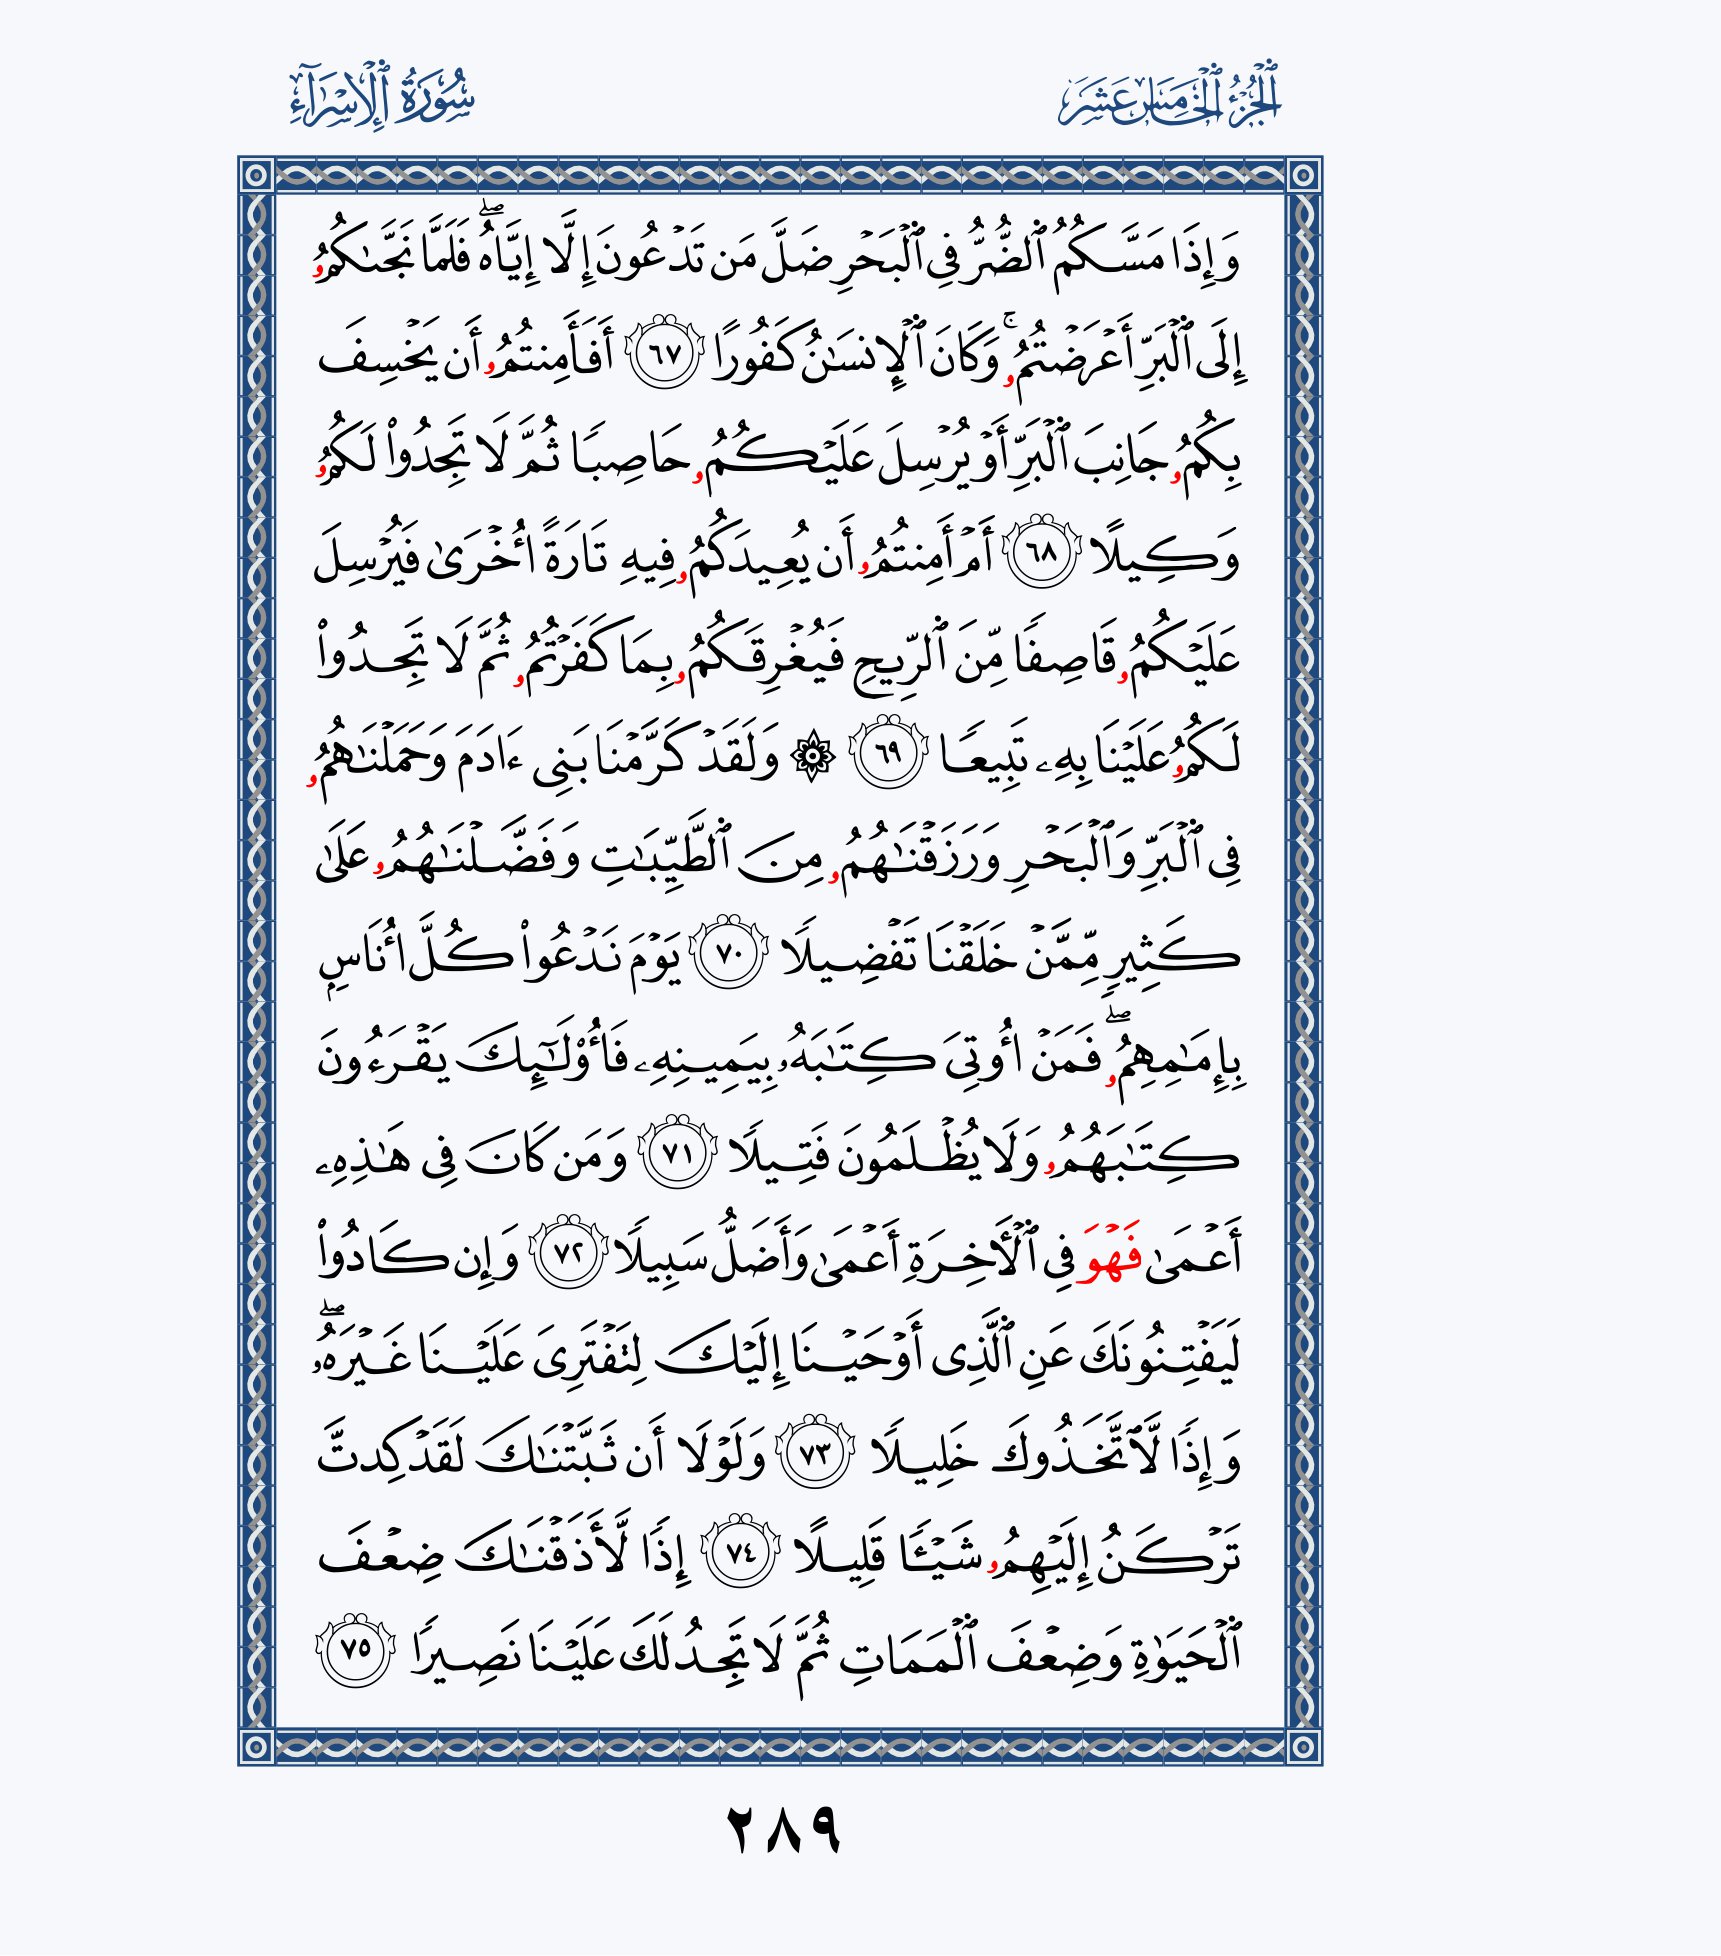 ٱلْجُزْءُ ٱلْخَامِسَ عَشَرَ
سُورَةُ ٱلْإِسْرَآءِ
وَإِذَا مَسَّكُمُ ٱلضُّرُّ فِى ٱلْبَحْرِ ضَلَّ مَن تَدْعُونَ إِلَّا إِيَّاهُ ۖ فَلَمَّا نَجَّىٰكُمُۥ
إِلَى ٱلْبَرِّ أَعْرَضْتُمُۥ ۚ وَكَانَ ٱلْإِنسَٰنُ كَفُورًا ٦٧ أَفَأَمِنتُمُۥ أَن يَخْسِفَ
بِكُمُۥ جَانِبَ ٱلْبَرِّ أَوْ يُرْسِلَ عَلَيْكُمُۥ حَاصِبًا ثُمَّ لَا تَجِدُوا۟ لَكُمُۥ
وَكِيلًا ٦٨ أَمْ أَمِنتُمُۥ أَن يُعِيدَكُمُۥ فِيهِ تَارَةً أُخْرَىٰ فَيُرْسِلَ
عَلَيْكُمُۥ قَاصِفًا مِّنَ ٱلرِّيحِ فَيُغْرِقَكُمُۥ بِمَا كَفَرْتُمُۥ ثُمَّ لَا تَجِدُوا۟
لَكُمُۥ عَلَيْنَا بِهِۦ تَبِيعًا ٦٩ ۞ وَلَقَدْ كَرَّمْنَا بَنِى ءَادَمَ وَحَمَلْنَٰهُمُۥ
فِى ٱلْبَرِّ وَٱلْبَحْرِ وَرَزَقْنَٰهُمُۥ مِنَ ٱلطَّيِّبَٰتِ وَفَضَّلْنَٰهُمُۥ عَلَىٰ
كَثِيرٍ مِّمَّنْ خَلَقْنَا تَفْضِيلًا ٧٠ يَوْمَ نَدْعُوا۟ كُلَّ أُنَاسٍ
بِإِمَٰمِهِمُۥ ۖ فَمَنْ أُوتِىَ كِتَٰبَهُۥ بِيَمِينِهِۦ فَأُو۟لَٰٓئِكَ يَقْرَءُونَ
كِتَٰبَهُمُۥ وَلَا يُظْلَمُونَ فَتِيلًا ٧١ وَمَن كَانَ فِى هَٰذِهِۦ
أَعْمَىٰ فَهْوَ فِى ٱلْأَخِرَةِ أَعْمَىٰ وَأَضَلُّ سَبِيلًا ٧٢ وَإِن كَادُوا۟
لَيَفْتِنُونَكَ عَنِ ٱلَّذِى أَوْحَيْنَا إِلَيْكَ لِتَفْتَرِىَ عَلَيْنَا غَيْرَهُۥ ۖ
وَإِذًا لَّٱتَّخَذُوكَ خَلِيلًا ٧٣ وَلَوْلَا أَن ثَبَّتْنَٰكَ لَقَدْ كِدتَّ
تَرْكَنُ إِلَيْهِمُۥ شَيْـًٔا قَلِيلًا ٧٤ إِذًا لَّأَذَقْنَٰكَ ضِعْفَ
ٱلْحَيَوٰةِ وَضِعْفَ ٱلْمَمَاتِ ثُمَّ لَا تَجِدُ لَكَ عَلَيْنَا نَصِيرًا ٧٥
٢٨٩